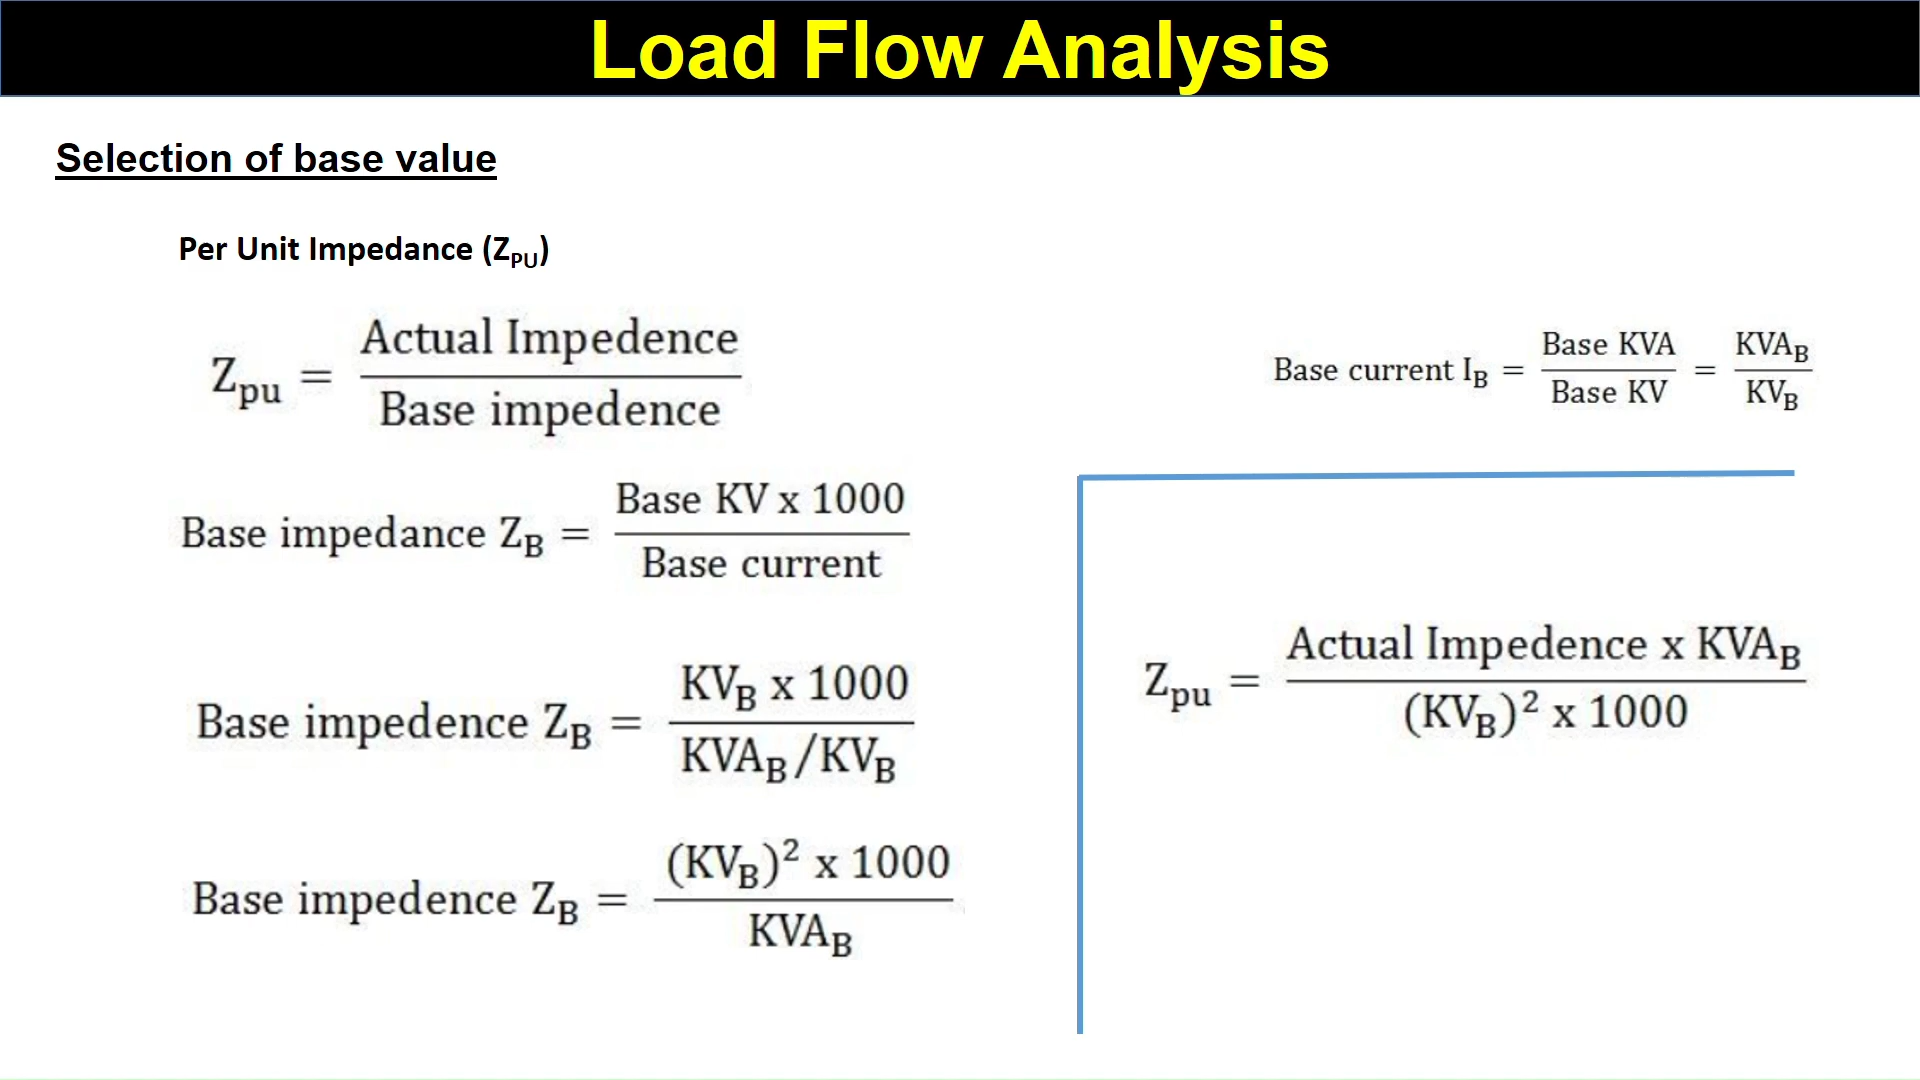 Load Flow Analysis
Selection of base value
Per Unit Impedance (Z_PU)
Z_pu = Actual Impedence / Base impedence
Base current I_B = Base KVA / Base KV = KVA_B / KV_B
Base impedance Z_B = Base KV x 1000 / Base current
Base impedence Z_B = KV_B x 1000 / KVA_B/KV_B
Z_pu = Actual Impedence x KVA_B / (KV_B)² x 1000
Base impedence Z_B = (KV_B)² x 1000 / KVA_B